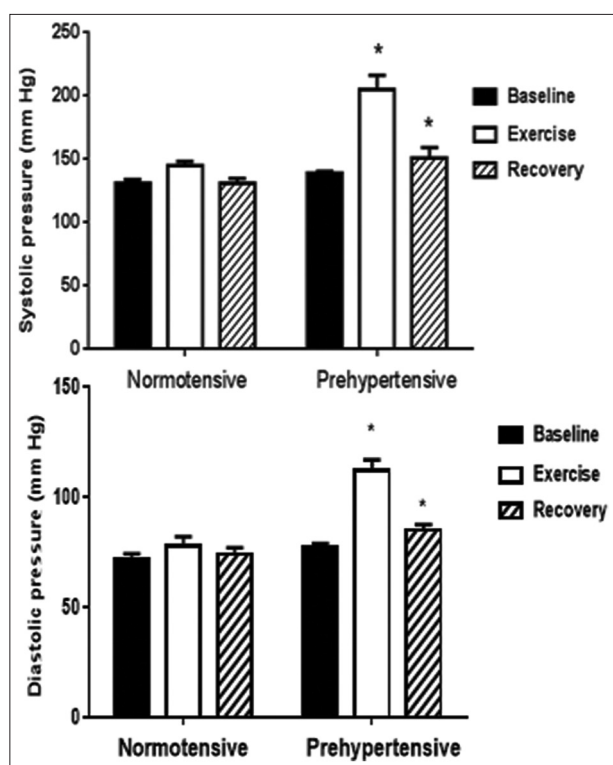 Systolic pressure (mm Hg)
250
200
150
100
50
0
*
*
Baseline
Exercise
Recovery
Normotensive
Prehypertensive
Diastolic pressure (mm Hg)
150
100
50
0
*
*
Baseline
Exercise
Recovery
Normotensive
Prehypertensive